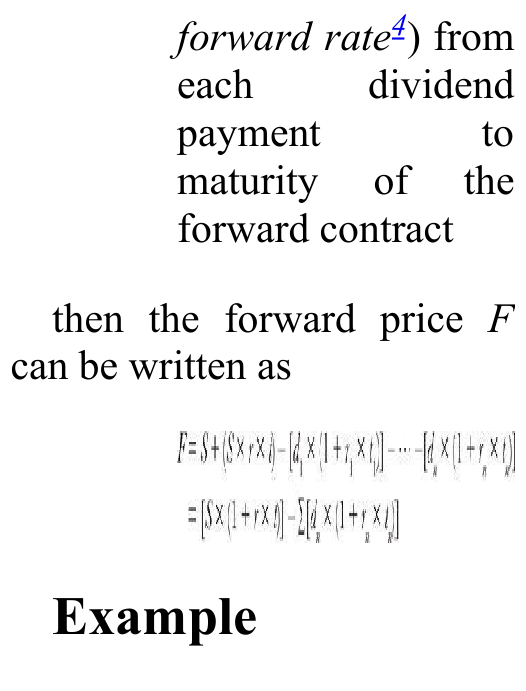 forward rate4) from
each dividend
payment to
maturity of the
forward contract
then the forward price F
can be written as
F = S + (S × r × t) – [d₁ × (1 + r₁ × t₁)] – ··· – [dₙ × (1 + rₙ × tₙ)]
= [S × (1 + r × t)] – Σ[dₙ × (1 + rₙ × tₙ)]
Example